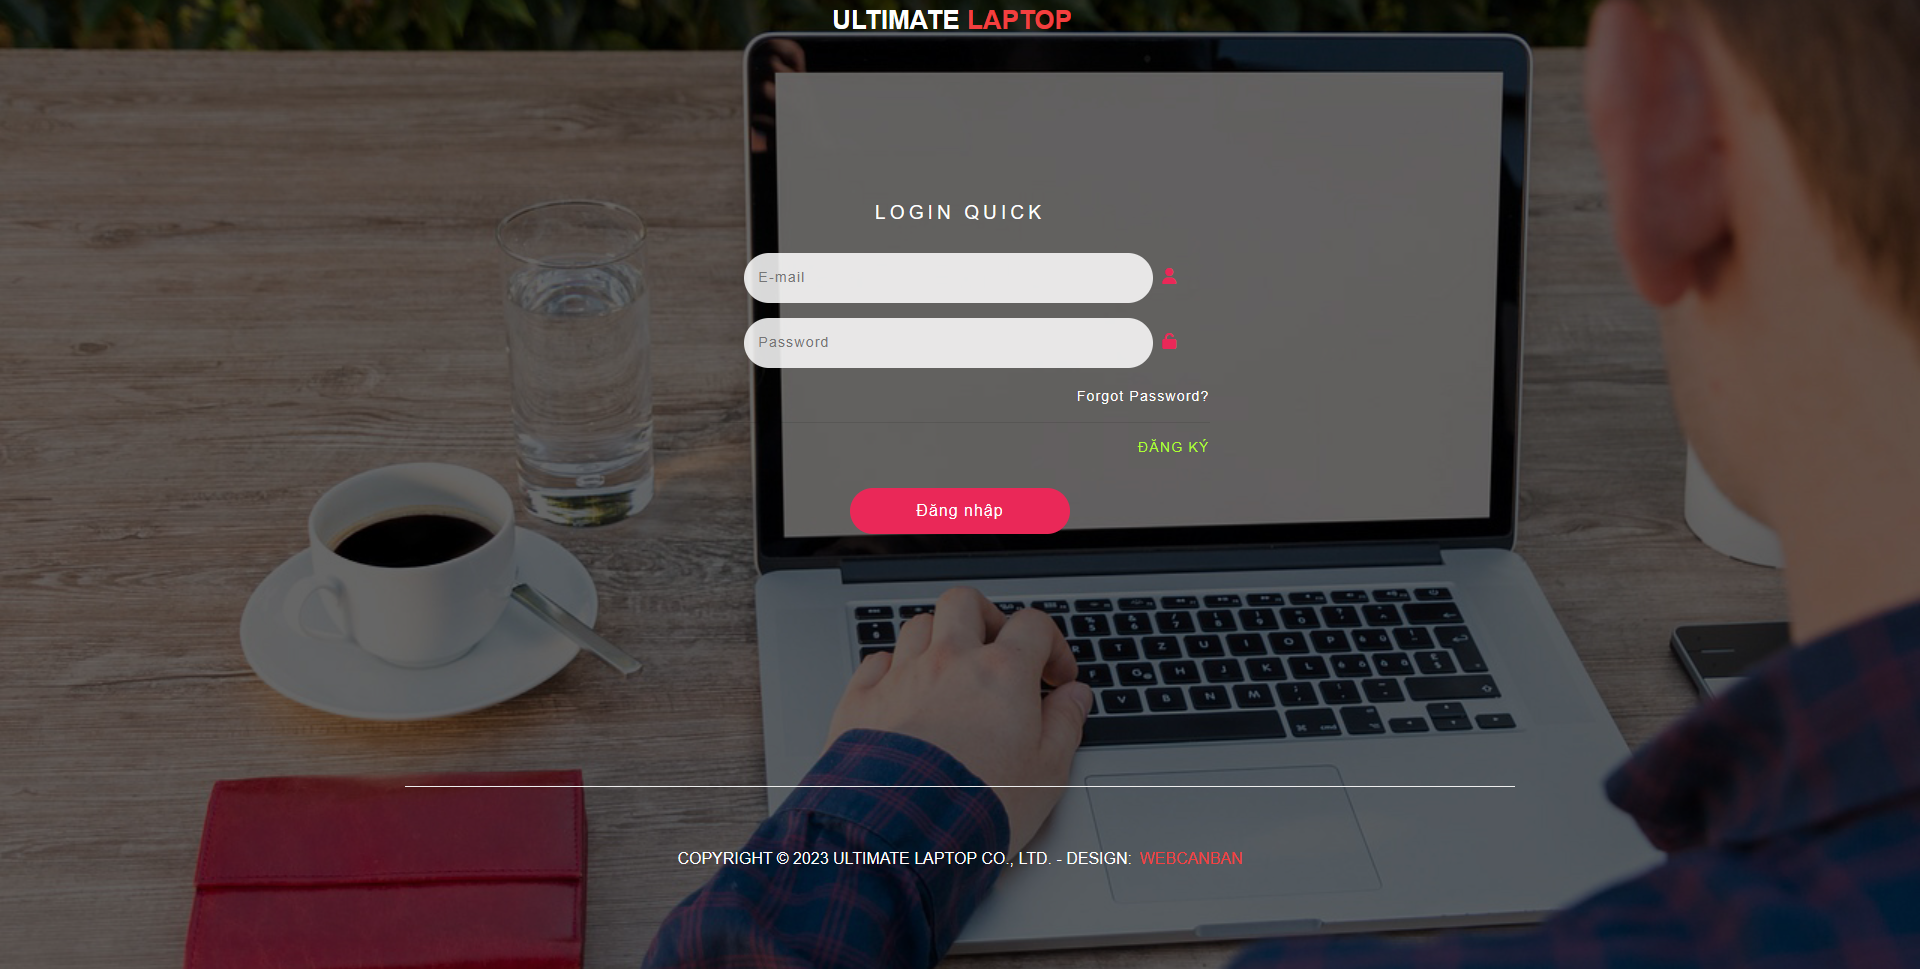 ULTIMATE LAPTOP
LOGIN QUICK
E-mail
Password
Forgot Password?
ĐĂNG KÝ
Đăng nhập
COPYRIGHT © 2023 ULTIMATE LAPTOP CO., LTD. - DESIGN: WEBCANBAN